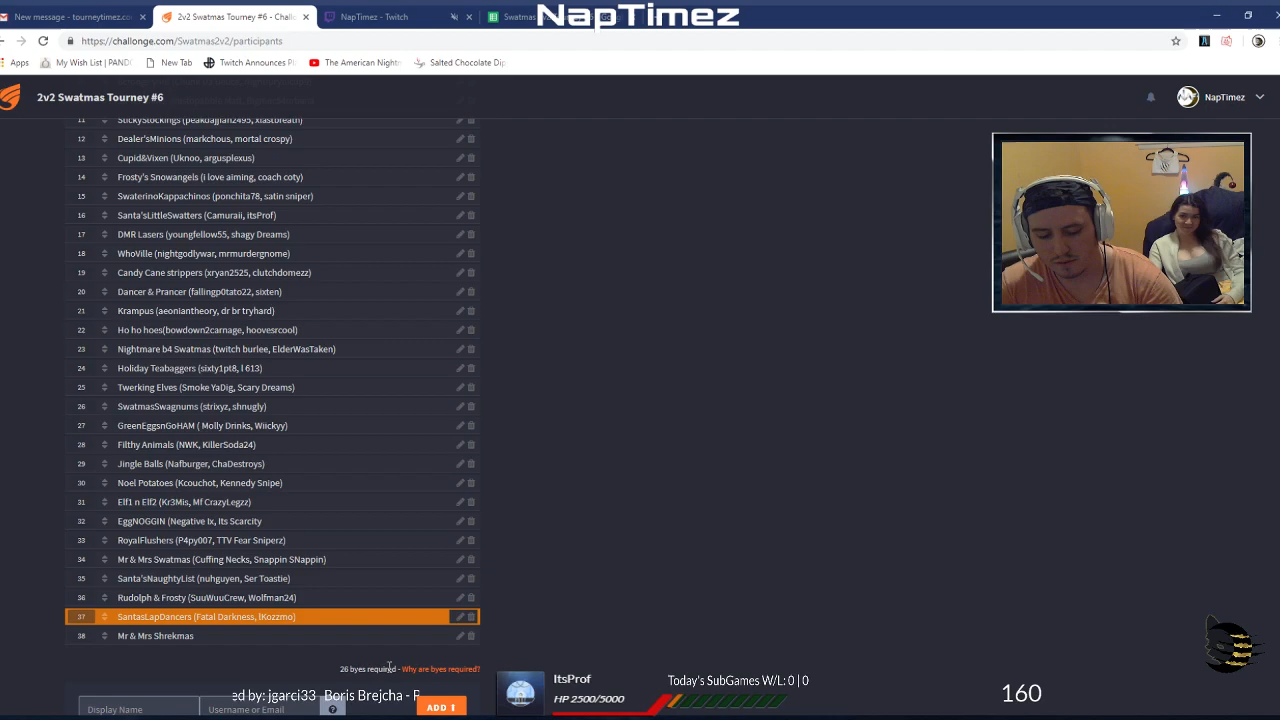 New message - tourneytimez.co
2v2 Swatmas Tourney #6 - Challo
NapTimez - Twitch
Swatmas
NapTimez
https://challonge.com/Swatmas2v2/participants
Apps
My Wish List | PAND
New Tab
Twitch Announces Pl
The American Nightm
Salted Chocolate Dip
2v2 Swatmas Tourney #6
NapTimez
11 StickyStockings (peakdajjian2495, xlastbreath)
12 Dealer'sMinions (markchous, mortal crospy)
13 Cupid&Vixen (Uknoo, argusplexus)
14 Frosty's Snowangels (i love aiming, coach coty)
15 SwaterinoKappachinos (ponchita78, satin sniper)
16 Santa'sLittleSwatters (Camuraii, itsProf)
17 DMR Lasers (youngfellow55, shagy Dreams)
18 WhoVille (nightgodlywar, mrmurdergnome)
19 Candy Cane strippers (xryan2525, clutchdomezz)
20 Dancer & Prancer (fallingp0tato22, sixten)
21 Krampus (aeoniantheory, dr br tryhard)
22 Ho ho hoes(bowdown2carnage, hoovesrcool)
23 Nightmare b4 Swatmas (twitch burlee, ElderWasTaken)
24 Holiday Teabaggers (sixty1pt8, l 613)
25 Twerking Elves (Smoke YaDig, Scary Dreams)
26 SwatmasSwagnums (strixyz, shnugly)
27 GreenEggsnGoHAM ( Molly Drinks, Wiickyy)
28 Filthy Animals (NWK, KillerSoda24)
29 Jingle Balls (Nafburger, ChaDestroys)
30 Noel Potatoes (Kcouchot, Kennedy Snipe)
31 Elf1 n Elf2 (Kr3Mis, Mf CrazyLegzz)
32 EggNOGGIN (Negative Ix, Its Scarcity
33 RoyalFlushers (P4py007, TTV Fear Sniperz)
34 Mr & Mrs Swatmas (Cuffing Necks, Snappin SNappin)
35 Santa'sNaughtyList (nuhguyen, Ser Toastie)
36 Rudolph & Frosty (SuuWuuCrew, Wolfman24)
37 SantasLapDancers (Fatal Darkness, lKozzmo)
38 Mr & Mrs Shrekmas
26 byes required - Why are byes required?
ed by: jgarci33 Boris Brejcha - P
Display Name
Username or Email
ADD
ItsProf
HP 2500/5000
Today's SubGames W/L: 0 | 0
160